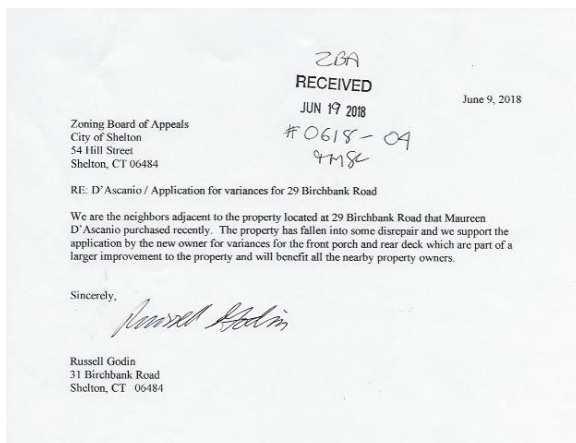 ZBA
RECEIVED
JUN 19 2018
#0618-04
June 9, 2018
Zoning Board of Appeals
City of Shelton
54 Hill Street
Shelton, CT 06484
RE: D'Ascanio / Application for variances for 29 Birchbank Road
We are the neighbors adjacent to the property located at 29 Birchbank Road that Maureen
D'Ascanio purchased recently. The property has fallen into some disrepair and we support the
application by the new owner for variances for the front porch and rear deck which are part of a
larger improvement to the property and will benefit all the nearby property owners.
Sincerely,
Russell Godin
Russell Godin
31 Birchbank Road
Shelton, CT 06484